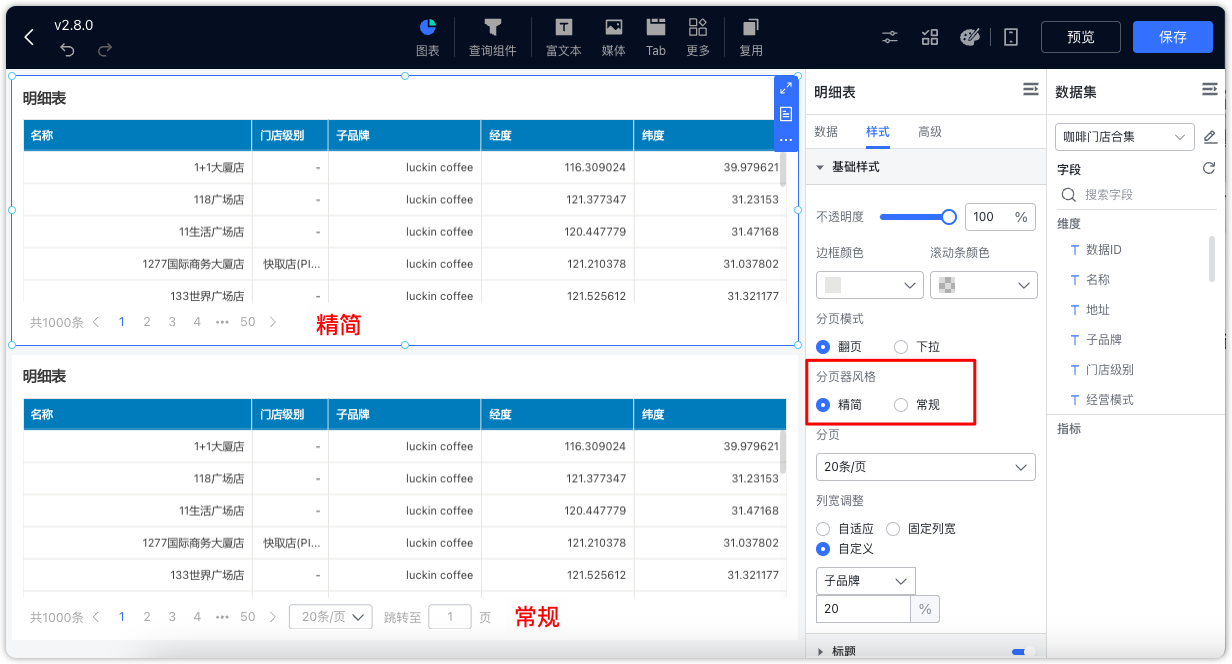 v2.8.0
图表
查询组件
富文本
媒体
Tab
更多
复用
预览
保存
明细表
名称 门店级别 子品牌 经度 纬度
1+1大厦店 - luckin coffee 116.309024 39.979621
118广场店 - luckin coffee 121.377347 31.23153
11生活广场店 - luckin coffee 120.447779 31.47168
1277国际商务大厦店 快取店(PI... luckin coffee 121.210378 31.037802
133世界广场店 - luckin coffee 121.525612 31.321177
共1000条 1 2 3 4 ••• 50
精简
明细表
名称 门店级别 子品牌 经度 纬度
1+1大厦店 - luckin coffee 116.309024 39.979621
118广场店 - luckin coffee 121.377347 31.23153
11生活广场店 - luckin coffee 120.447779 31.47168
1277国际商务大厦店 快取店(PI... luckin coffee 121.210378 31.037802
133世界广场店 - luckin coffee 121.525612 31.321177
共1000条 1 2 3 4 ••• 50 20条/页 跳转至 1 页
常规
明细表
数据 样式 高级
基础样式
不透明度 100 %
边框颜色 滚动条颜色
分页模式
翻页 下拉
分页器风格
精简 常规
分页
20条/页
列宽调整
自适应 固定列宽
自定义
子品牌
20 %
标题
数据集
咖啡门店合集
字段
搜索字段
维度
T 数据ID
T 名称
T 地址
T 子品牌
T 门店级别
T 经营模式
指标